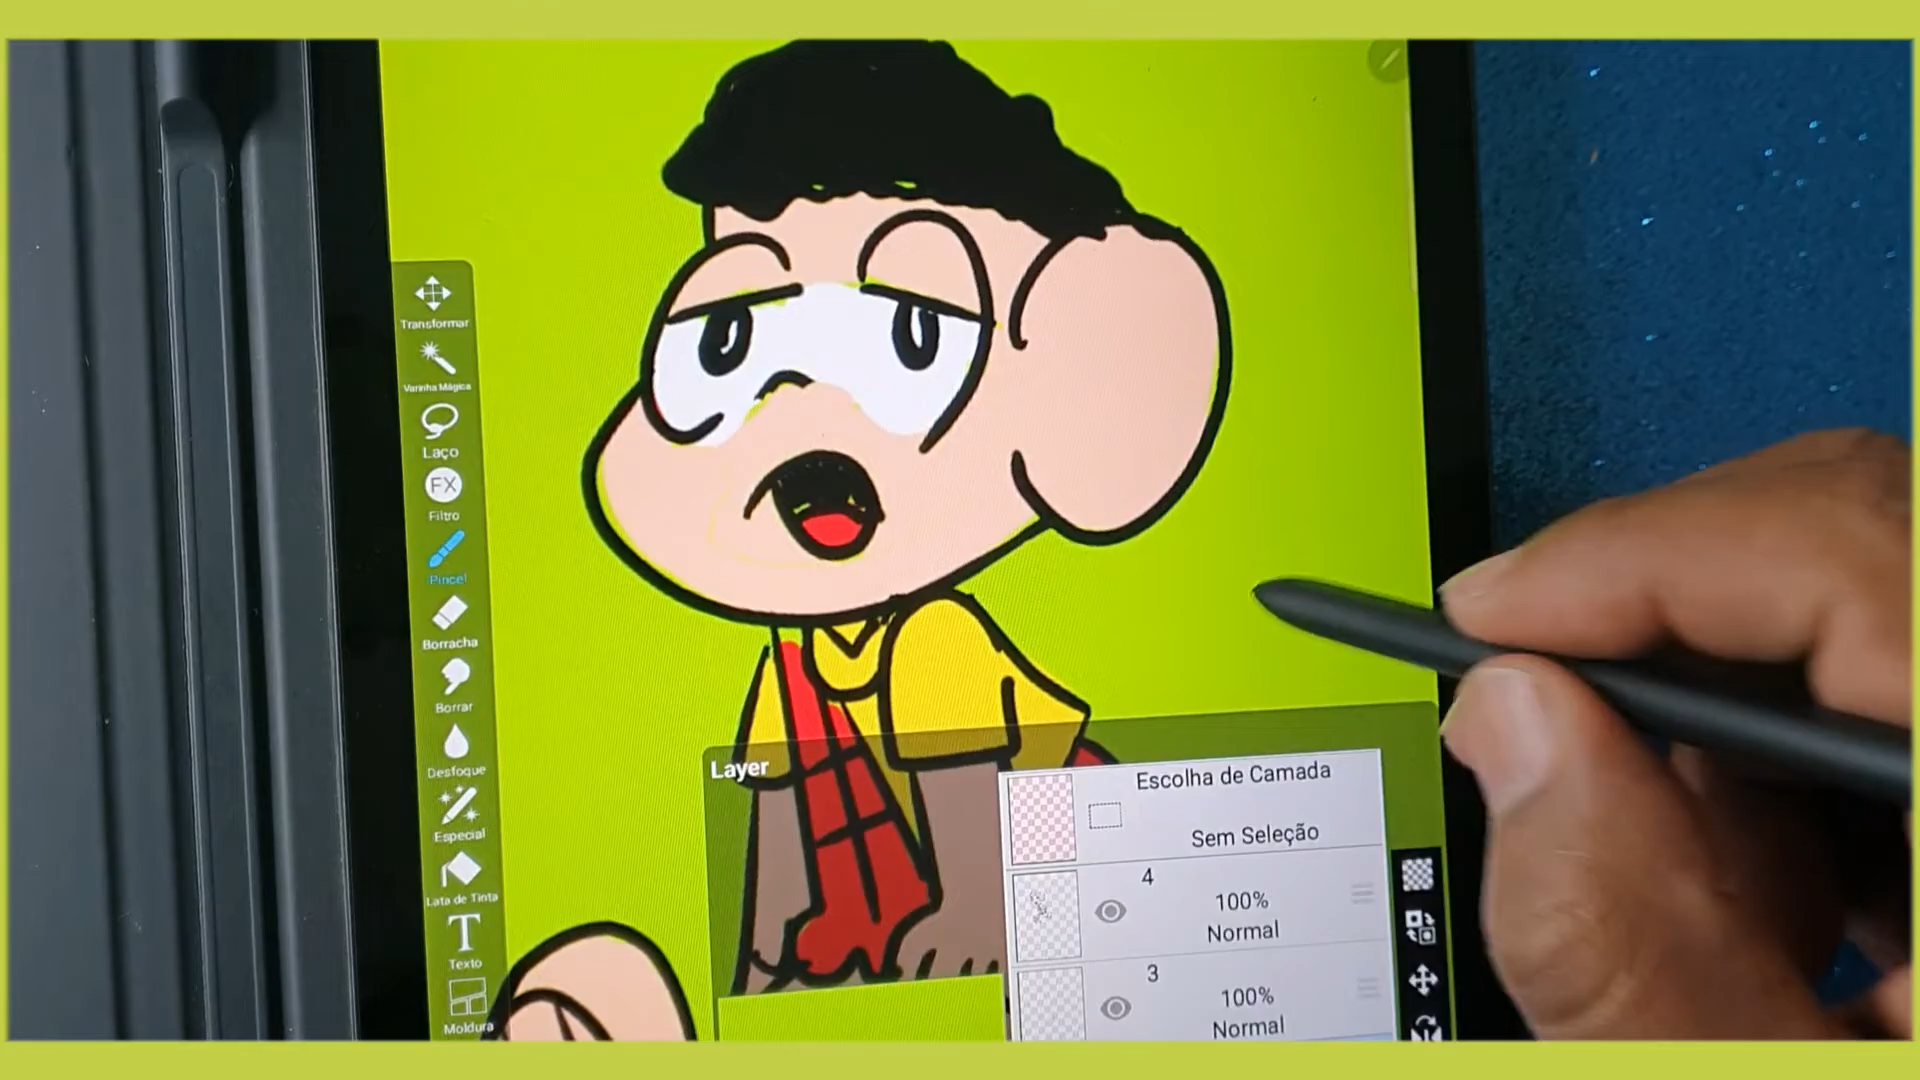 Transformar
Varinha Mágica
Laço
FX
Filtro
Pincel
Borracha
Borrar
Desfoque
Especial
Lata de Tinta
T
Texto
Moldura
Layer
Escolha de Camada
Sem Seleção
4
100%
Normal
3
100%
Normal